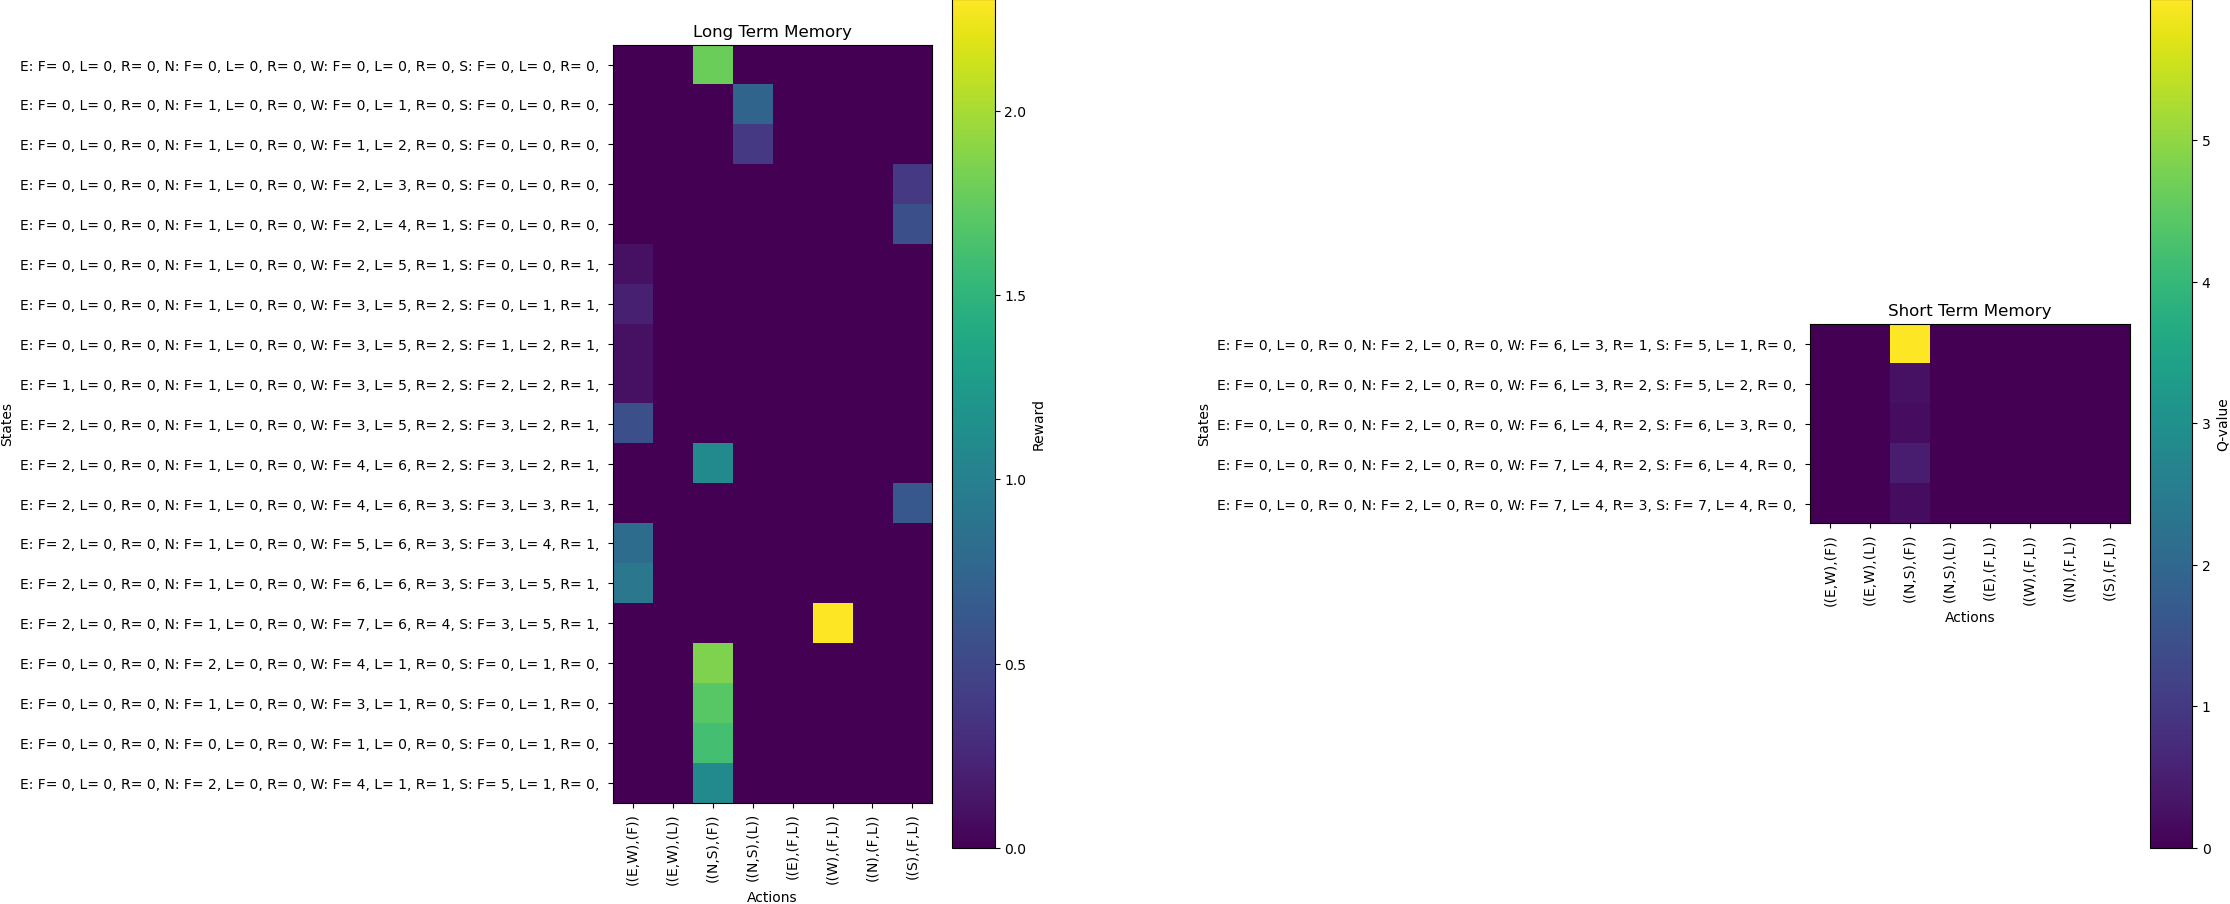 Long Term Memory
E: F= 0, L= 0, R= 0, N: F= 0, L= 0, R= 0, W: F= 0, L= 0, R= 0, S: F= 0, L= 0, R= 0,
E: F= 0, L= 0, R= 0, N: F= 1, L= 0, R= 0, W: F= 0, L= 1, R= 0, S: F= 0, L= 0, R= 0,
E: F= 0, L= 0, R= 0, N: F= 1, L= 0, R= 0, W: F= 1, L= 2, R= 0, S: F= 0, L= 0, R= 0,
E: F= 0, L= 0, R= 0, N: F= 1, L= 0, R= 0, W: F= 2, L= 3, R= 0, S: F= 0, L= 0, R= 0,
E: F= 0, L= 0, R= 0, N: F= 1, L= 0, R= 0, W: F= 2, L= 4, R= 1, S: F= 0, L= 0, R= 0,
E: F= 0, L= 0, R= 0, N: F= 1, L= 0, R= 0, W: F= 2, L= 5, R= 1, S: F= 0, L= 0, R= 1,
E: F= 0, L= 0, R= 0, N: F= 1, L= 0, R= 0, W: F= 3, L= 5, R= 2, S: F= 0, L= 1, R= 1,
E: F= 0, L= 0, R= 0, N: F= 1, L= 0, R= 0, W: F= 3, L= 5, R= 2, S: F= 1, L= 2, R= 1,
E: F= 1, L= 0, R= 0, N: F= 1, L= 0, R= 0, W: F= 3, L= 5, R= 2, S: F= 2, L= 2, R= 1,
E: F= 2, L= 0, R= 0, N: F= 1, L= 0, R= 0, W: F= 3, L= 5, R= 2, S: F= 3, L= 2, R= 1,
E: F= 2, L= 0, R= 0, N: F= 1, L= 0, R= 0, W: F= 4, L= 6, R= 2, S: F= 3, L= 2, R= 1,
E: F= 2, L= 0, R= 0, N: F= 1, L= 0, R= 0, W: F= 4, L= 6, R= 3, S: F= 3, L= 3, R= 1,
E: F= 2, L= 0, R= 0, N: F= 1, L= 0, R= 0, W: F= 5, L= 6, R= 3, S: F= 3, L= 4, R= 1,
E: F= 2, L= 0, R= 0, N: F= 1, L= 0, R= 0, W: F= 6, L= 6, R= 3, S: F= 3, L= 5, R= 1,
E: F= 2, L= 0, R= 0, N: F= 1, L= 0, R= 0, W: F= 7, L= 6, R= 4, S: F= 3, L= 5, R= 1,
E: F= 0, L= 0, R= 0, N: F= 2, L= 0, R= 0, W: F= 4, L= 1, R= 0, S: F= 0, L= 1, R= 0,
E: F= 0, L= 0, R= 0, N: F= 1, L= 0, R= 0, W: F= 3, L= 1, R= 0, S: F= 0, L= 1, R= 0,
E: F= 0, L= 0, R= 0, N: F= 0, L= 0, R= 0, W: F= 1, L= 0, R= 0, S: F= 0, L= 1, R= 0,
E: F= 0, L= 0, R= 0, N: F= 2, L= 0, R= 0, W: F= 4, L= 1, R= 1, S: F= 5, L= 1, R= 0,
States
((E,W),(F))
((E,W),(L))
((N,S),(F))
((N,S),(L))
((E),(F,L))
((W),(F,L))
((N),(F,L))
((S),(F,L))
Actions
2.0
1.5
1.0
0.5
0.0
Reward
Short Term Memory
E: F= 0, L= 0, R= 0, N: F= 2, L= 0, R= 0, W: F= 6, L= 3, R= 1, S: F= 5, L= 1, R= 0,
E: F= 0, L= 0, R= 0, N: F= 2, L= 0, R= 0, W: F= 6, L= 3, R= 2, S: F= 5, L= 2, R= 0,
E: F= 0, L= 0, R= 0, N: F= 2, L= 0, R= 0, W: F= 6, L= 4, R= 2, S: F= 6, L= 3, R= 0,
E: F= 0, L= 0, R= 0, N: F= 2, L= 0, R= 0, W: F= 7, L= 4, R= 2, S: F= 6, L= 4, R= 0,
E: F= 0, L= 0, R= 0, N: F= 2, L= 0, R= 0, W: F= 7, L= 4, R= 3, S: F= 7, L= 4, R= 0,
States
((E,W),(F))
((E,W),(L))
((N,S),(F))
((N,S),(L))
((E),(F,L))
((W),(F,L))
((N),(F,L))
((S),(F,L))
Actions
5
4
3
2
1
0
Q-value